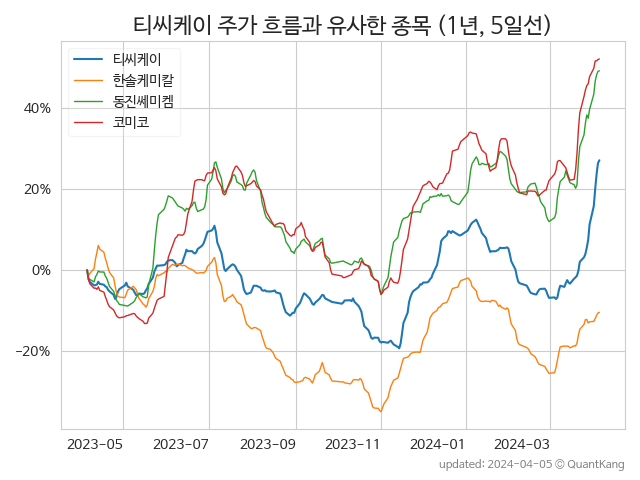 티씨케이 주가 흐름과 유사한 종목 (1년, 5일선)
티씨케이
한솔케미칼
동진쎄미켐
코미코
40%
20%
0%
−20%
2023-05 2023-07 2023-09 2023-11 2024-01 2024-03
updated: 2024-04-05 © QuantKang